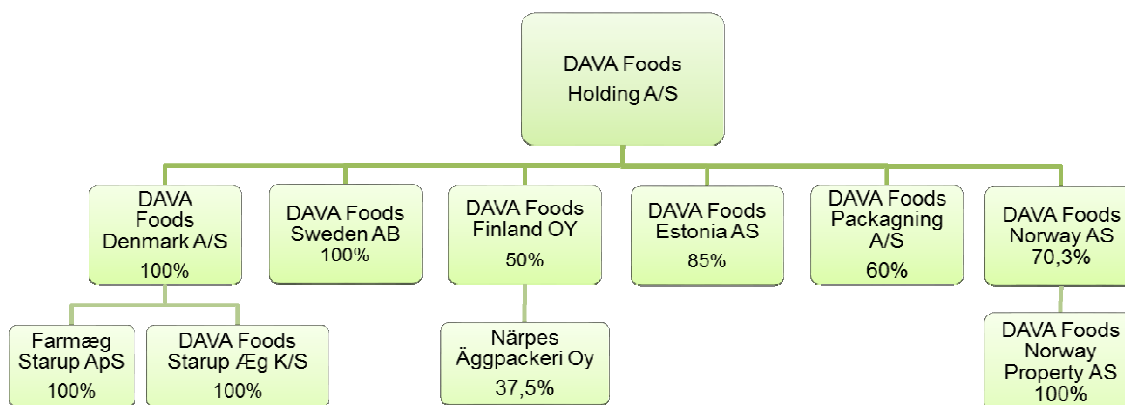 DAVA Foods
Holding A/S
DAVA
Foods
Denmark A/S
100%
DAVA Foods
Sweden AB
100%
DAVA Foods
Finland OY
50%
DAVA Foods
Estonia AS
85%
DAVA Foods
Packagning
A/S
60%
DAVA Foods
Norway AS
70,3%
Farmæg
Starup ApS
100%
DAVA Foods
Starup Æg K/S
100%
Närpes
Äggpackeri Oy
37,5%
DAVA Foods
Norway
Property AS
100%